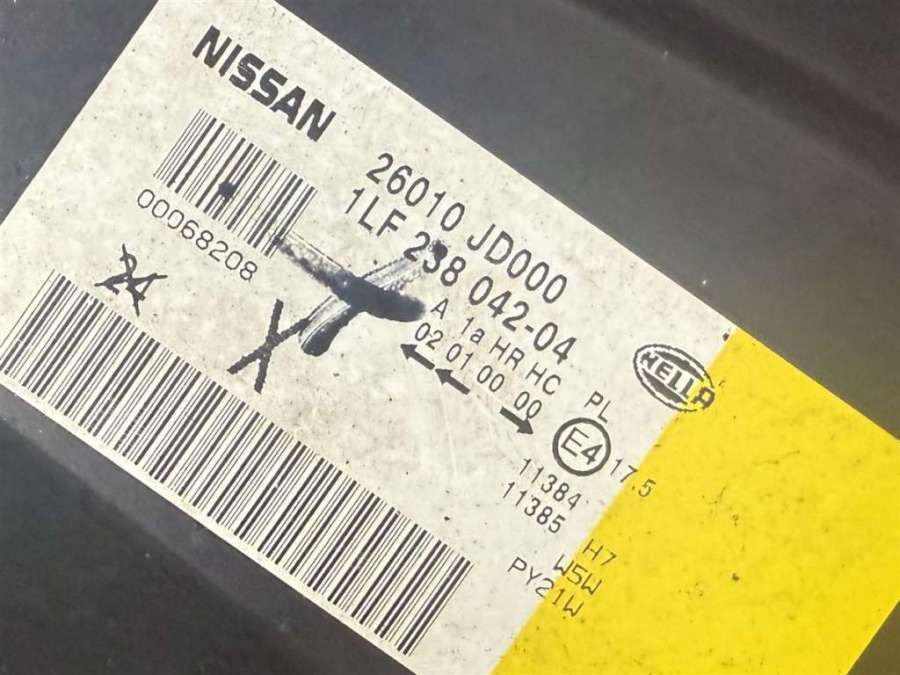 NISSAN
00068208
26010 JD000
1LF 238 042-04
A 1a HR HC PL
02 01 00 00
24
X
HELLA
E4
17.5
11384
11385
H7
W5W
PY21W